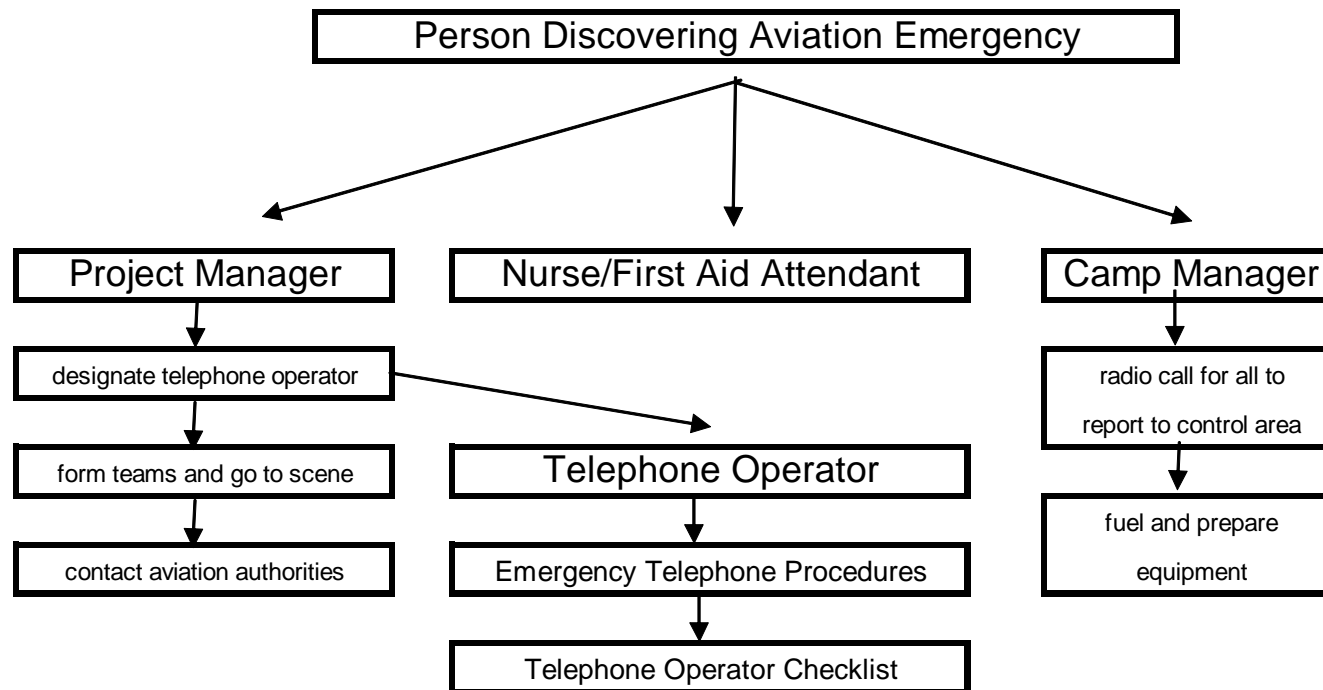 Person Discovering Aviation Emergency
Project Manager
Nurse/First Aid Attendant
Camp Manager
designate telephone operator
radio call for all to
report to control area
form teams and go to scene
Telephone Operator
contact aviation authorities
Emergency Telephone Procedures
fuel and prepare
equipment
Telephone Operator Checklist